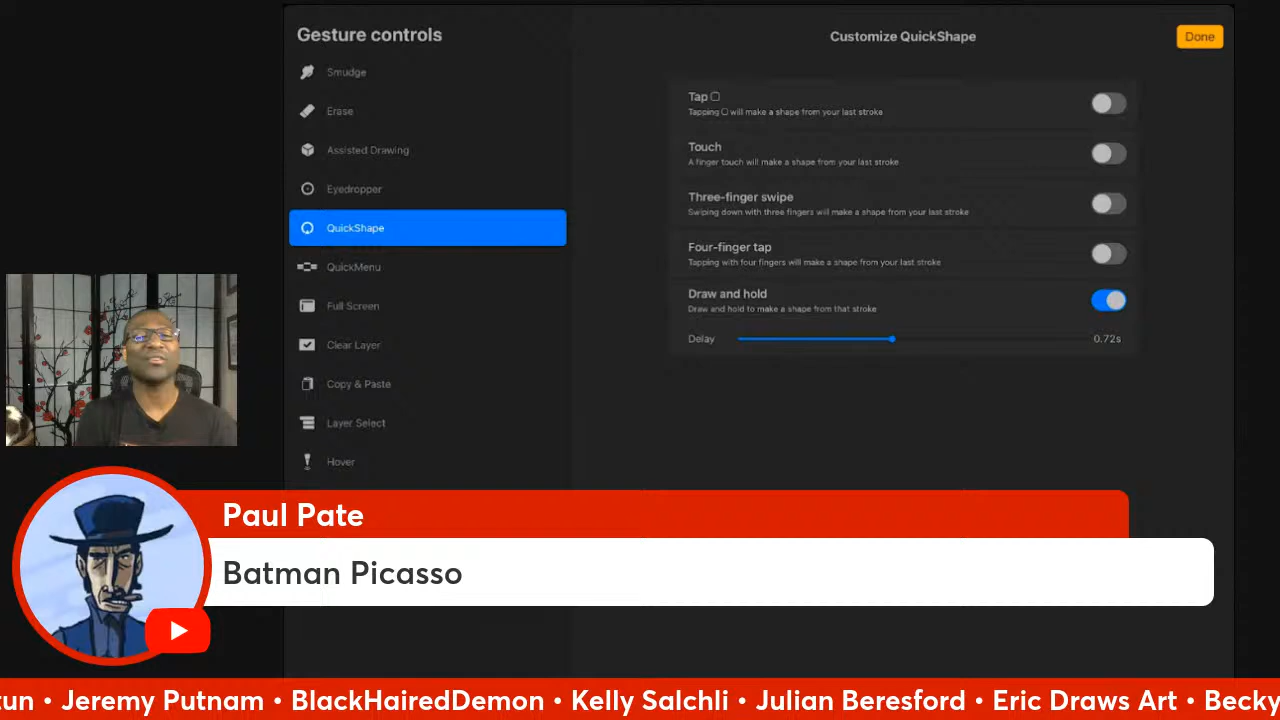 Gesture controls
Customize QuickShape
Done
Smudge
Erase
Assisted Drawing
Eyedropper
QuickShape
QuickMenu
Full Screen
Clear Layer
Copy & Paste
Layer Select
Hover
Tap
Tapping will make a shape from your last stroke
Touch
A finger touch will make a shape from your last stroke
Three-finger swipe
Swiping down with three fingers will make a shape from your last stroke
Four-finger tap
Tapping with four fingers will make a shape from your last stroke
Draw and hold
Draw and hold to make a shape from that stroke
Delay
0.72s
Paul Pate
Batman Picasso
tun • Jeremy Putnam • BlackHairedDemon • Kelly Salchli • Julian Beresford • Eric Draws Art • Becky